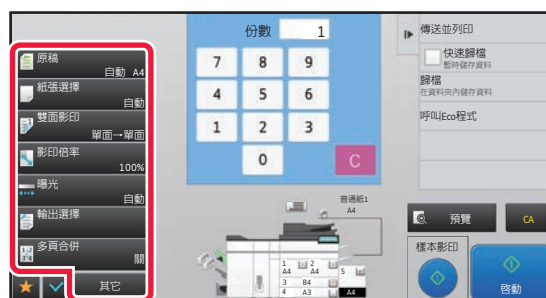 原稿
自動 A4
紙張選擇
自動
雙面影印
單面→單面
影印倍率
100%
曝光
自動
輸出選擇
多頁合併
關
其它
份數 1
7 8 9
4 5 6
1 2 3
0 C
普通紙1
A4
1 2
A4 A4 5
3 B4
4 A3 A4
傳送並列印
快速歸檔
暫時儲存資料
歸檔
在資料夾內儲存資料
呼叫Eco程式
預覽 CA
樣本影印
啓動